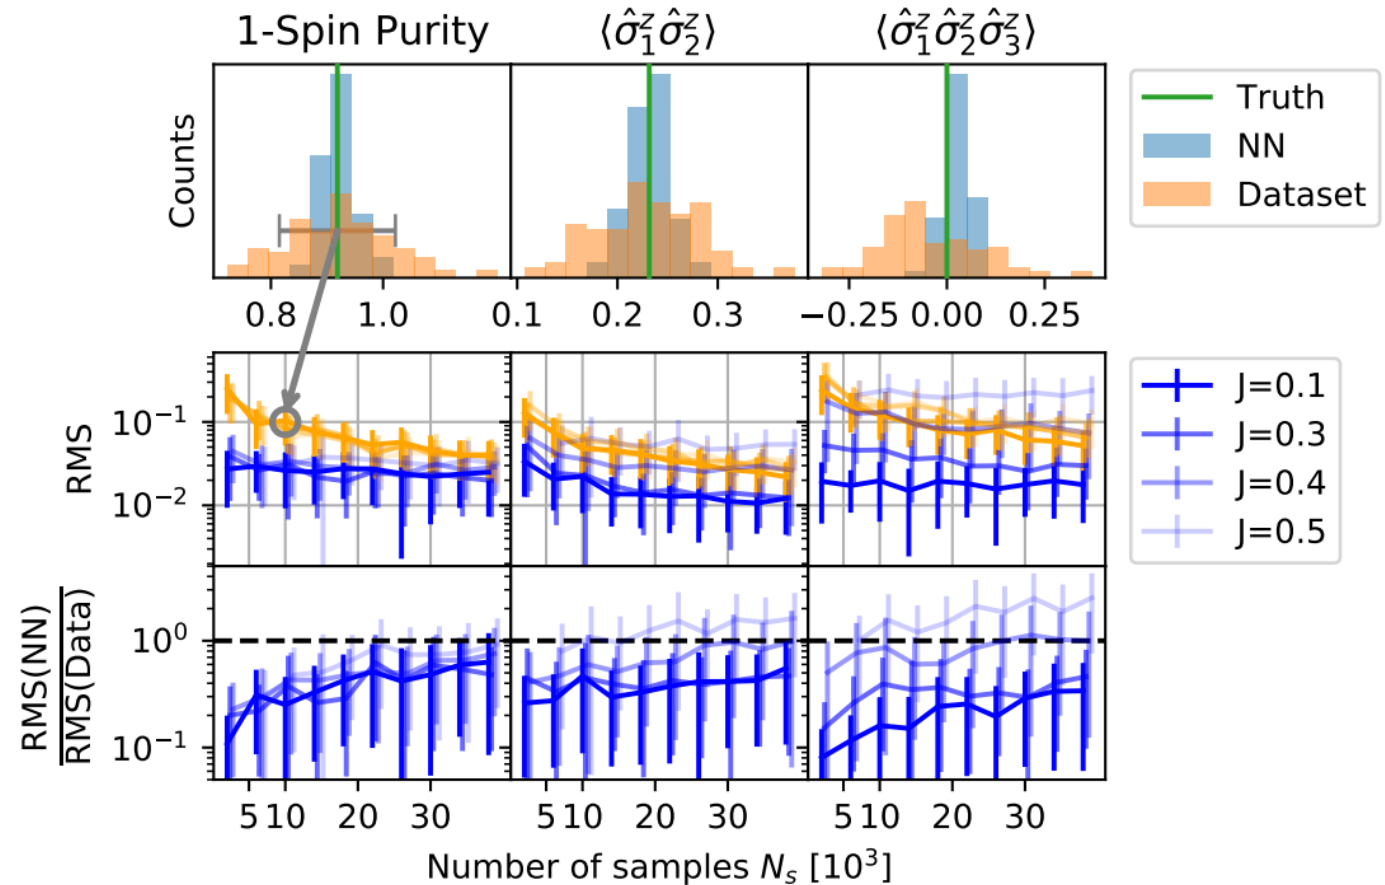 1-Spin Purity ⟨σ̂₁ᶻσ̂₂ᶻ⟩ ⟨σ̂₁ᶻσ̂₂ᶻσ̂₃ᶻ⟩
Counts
Truth
NN
Dataset
0.8 1.0 0.1 0.2 0.3 −0.25 0.00 0.25
RMS
10⁻¹
10⁻²
J=0.1
J=0.3
J=0.4
J=0.5
RMS(NN)
RMS(Data)
10⁰
10⁻¹
5 10 20 30 5 10 20 30 5 10 20 30
Number of samples Nₛ [10³]